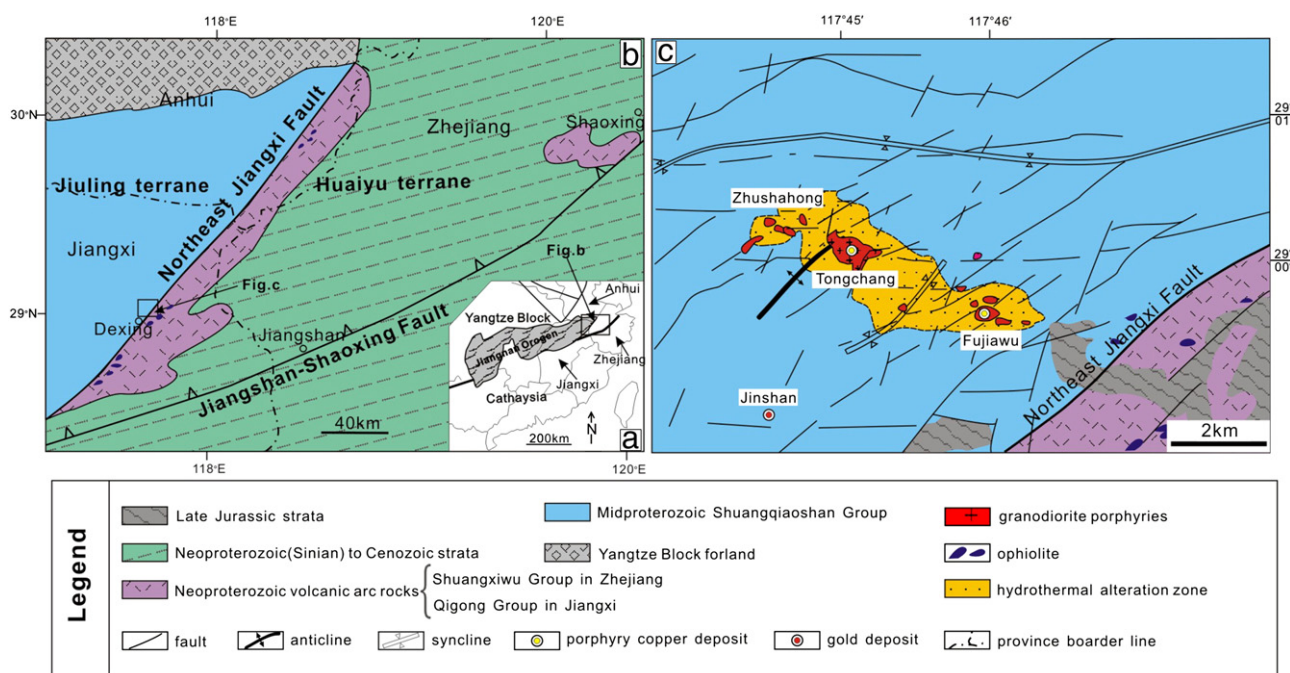 118°E
120°E
b
Anhui
30°N
Zhejiang
Shaoxing
Northeast Jiangxi Fault
Jiuling terrane
Huaiyu terrane
Jiangxi
Fig.b
Fig.c
29°N
Dexing
Jiangshan
Jiangshan-Shaoxing Fault
Anhui
Yangtze Block
Jiangnan Orogen
Zhejiang
Jiangxi
Cathaysia
40km
200km
N
a
118°E
120°E
117°45′
117°46′
c
29°
01′
Zhushahong
Tongchang
29°
00′
Fujiawu
Northeast Jiangxi Fault
Jinshan
2km
Legend
Late Jurassic strata
Midproterozoic Shuangqiaoshan Group
granodiorite porphyries
Neoproterozoic(Sinian) to Cenozoic strata
Yangtze Block forland
ophiolite
Neoproterozoic volcanic arc rocks
Shuangxiwu Group in Zhejiang
Qigong Group in Jiangxi
hydrothermal alteration zone
fault
anticline
syncline
porphyry copper deposit
gold deposit
province boarder line